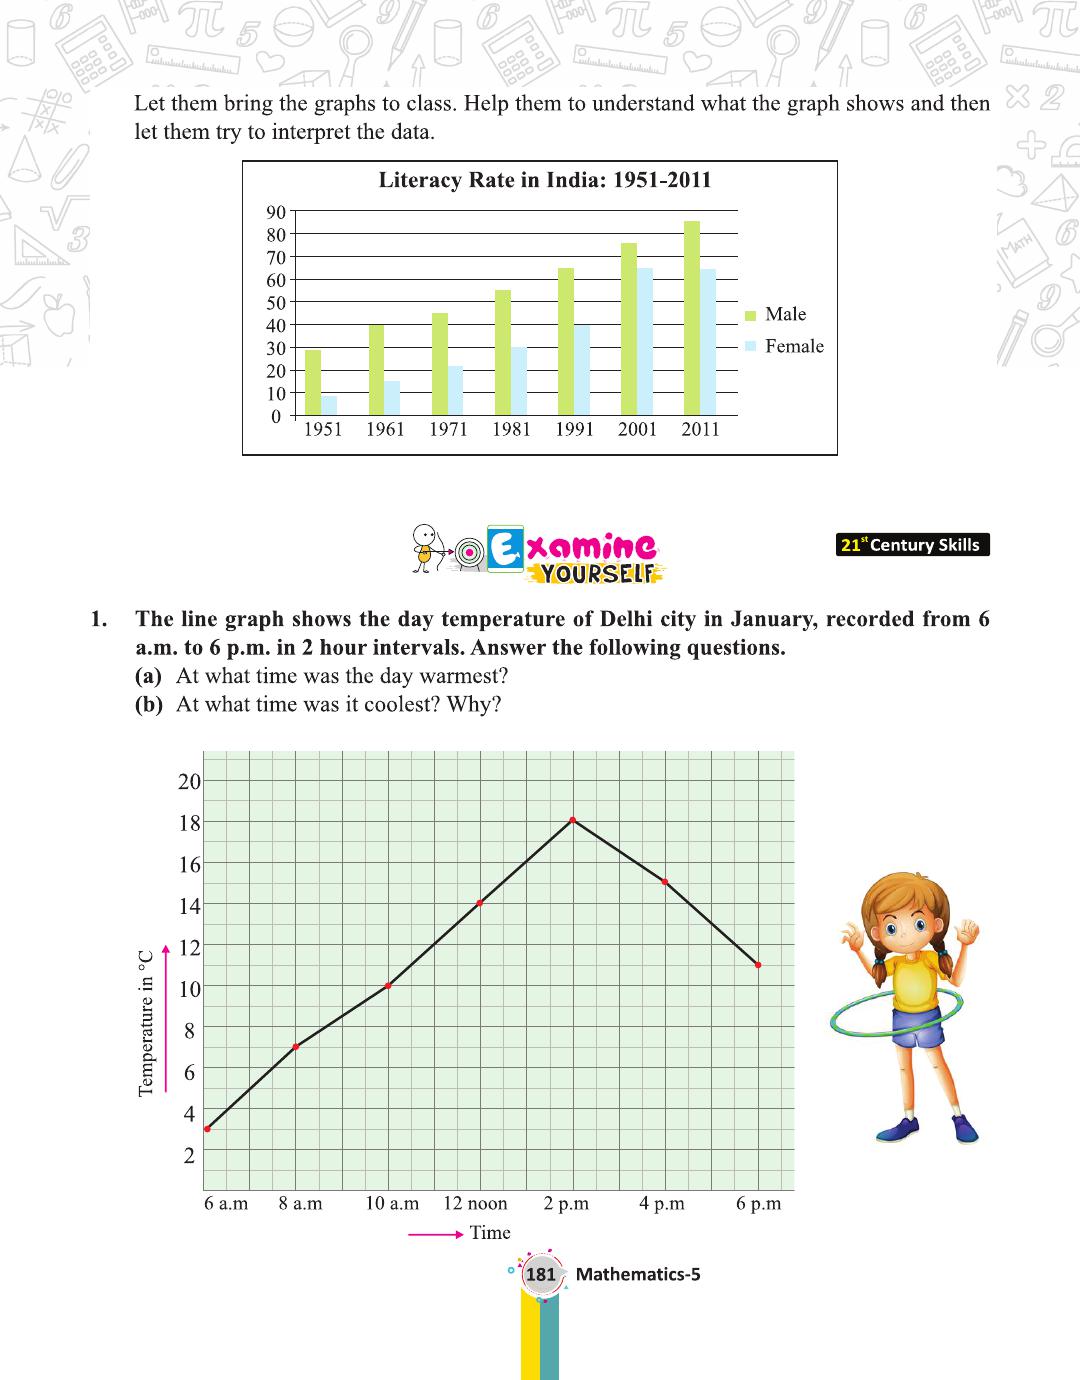 Let them bring the graphs to class. Help them to understand what the graph shows and then
let them try to interpret the data.
Literacy Rate in India: 1951-2011
90
80
70
60
50
40
30
20
10
0
1951 1961 1971 1981 1991 2001 2011
Male
Female
Examine
YOURSELF
21st Century Skills
1. The line graph shows the day temperature of Delhi city in January, recorded from 6
a.m. to 6 p.m. in 2 hour intervals. Answer the following questions.
(a) At what time was the day warmest?
(b) At what time was it coolest? Why?
20
18
16
14
12
10
8
6
4
2
Temperature in °C
6 a.m 8 a.m 10 a.m 12 noon 2 p.m 4 p.m 6 p.m
Time
181 Mathematics-5